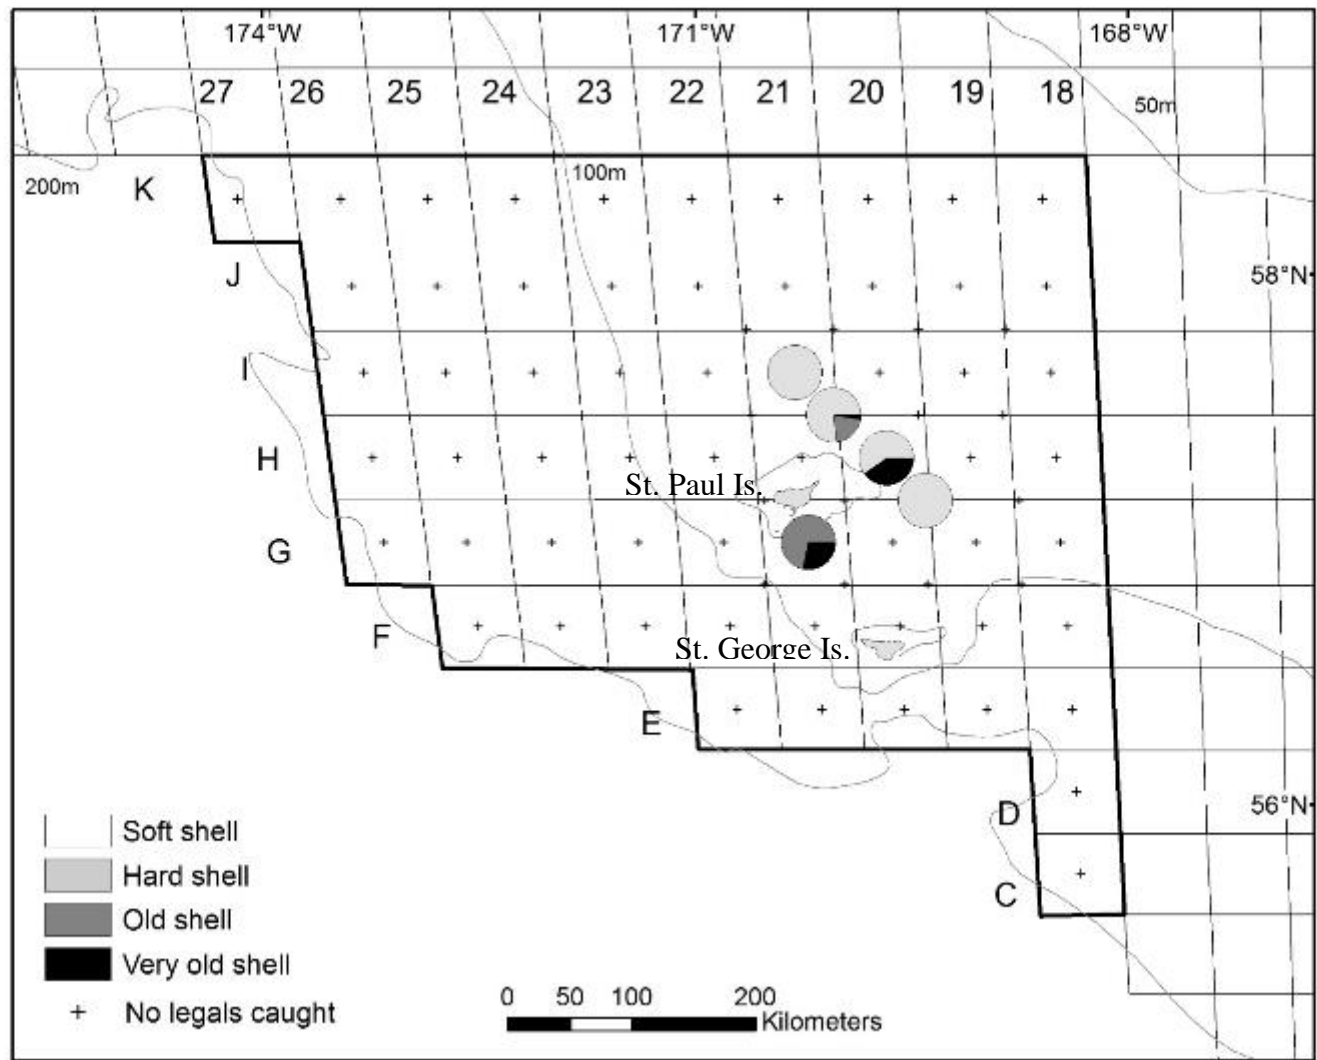 174°W 171°W 168°W
27 26 25 24 23 22 21 20 19 18
50m
200m
K
100m
J
58°N
I
H
St. Paul Is.
G
F
St. George Is.
E
56°N
D
C
Soft shell
Hard shell
Old shell
Very old shell
No legals caught
0 50 100 200
Kilometers